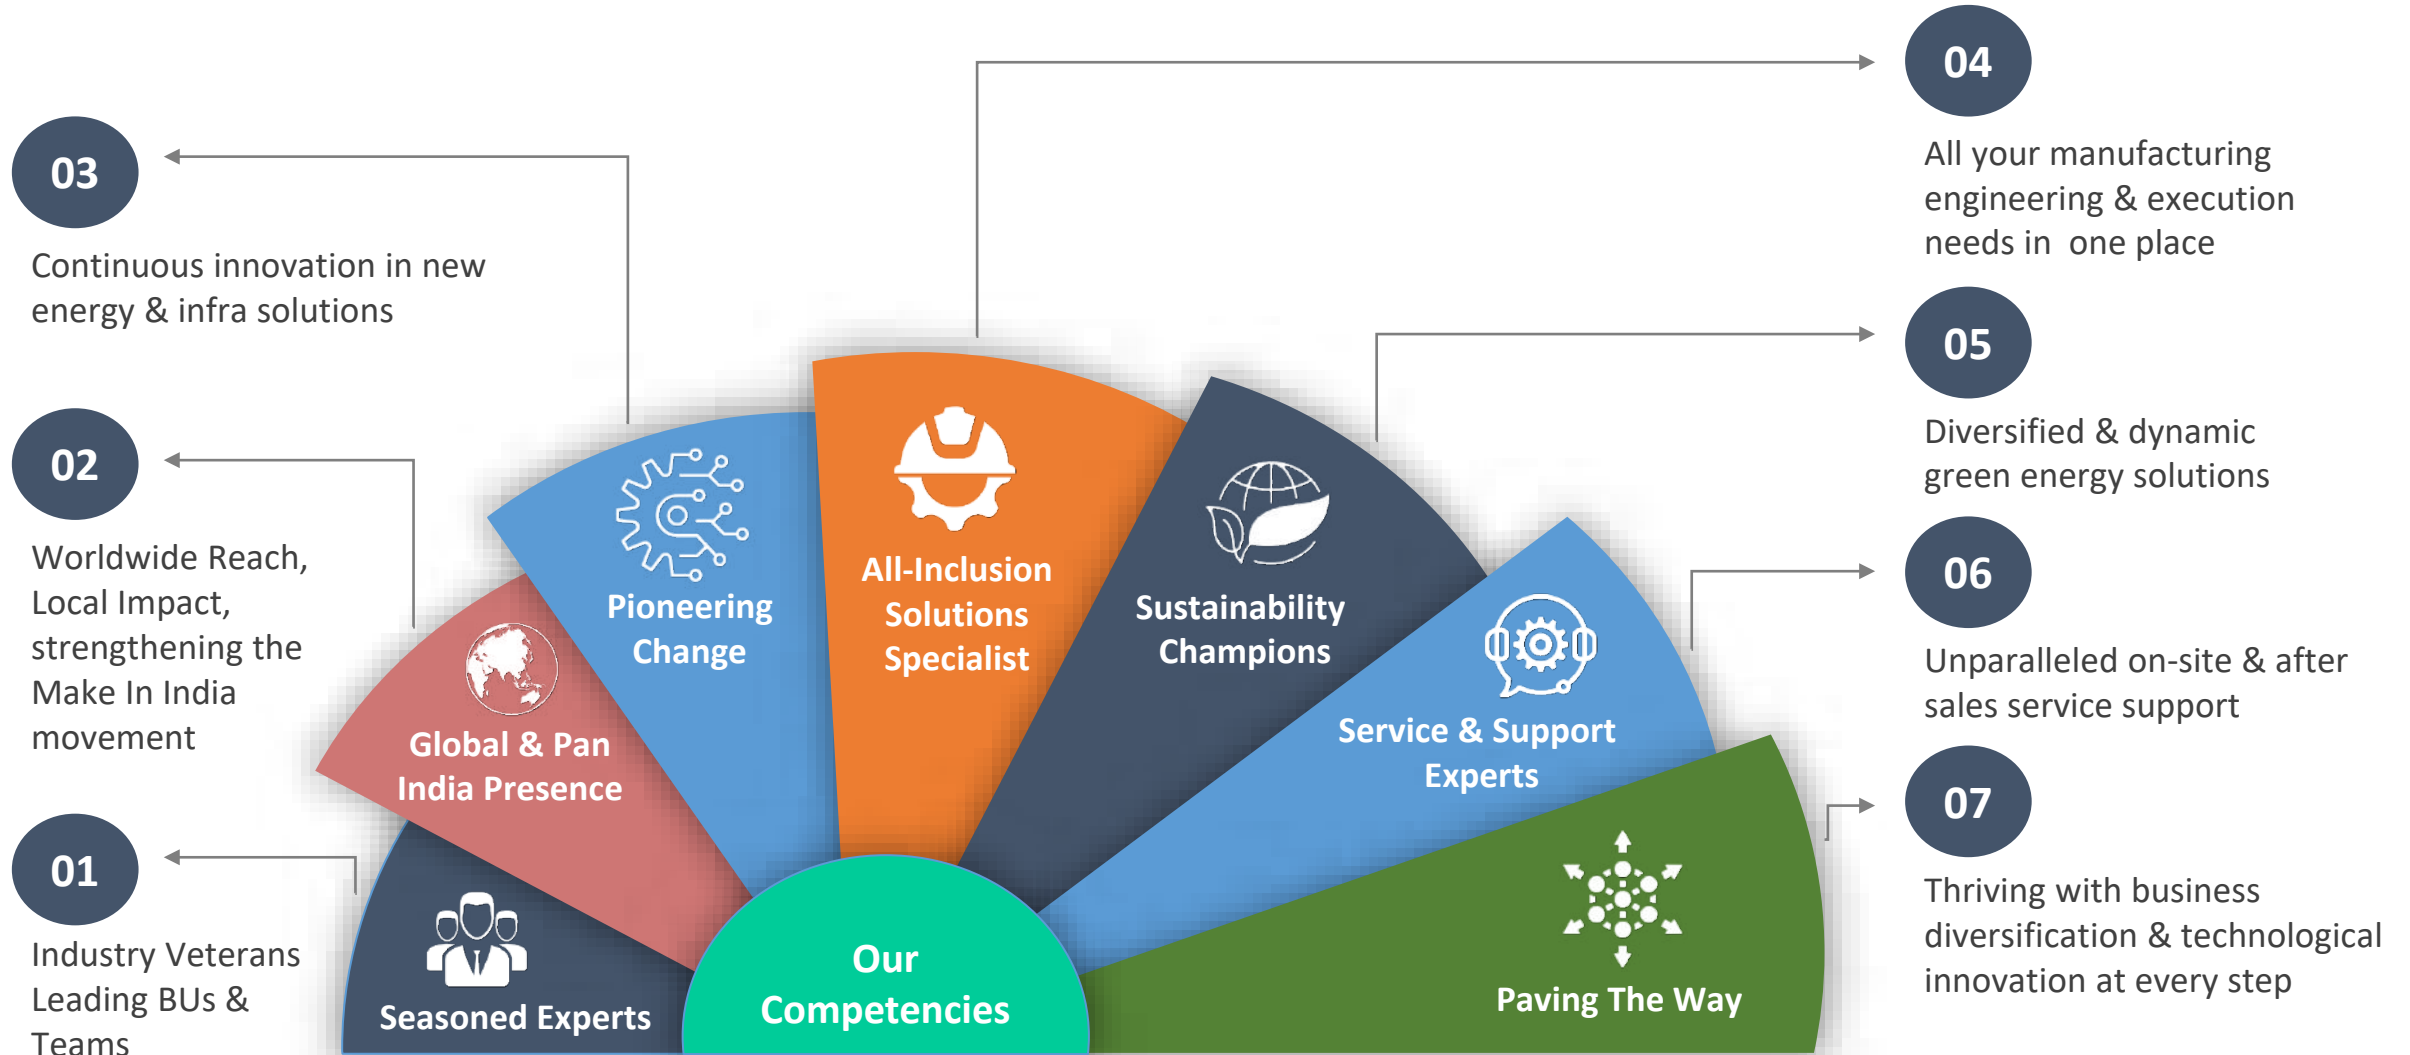 04
All your manufacturing
engineering & execution
needs in one place
03
Continuous innovation in new
energy & infra solutions
05
Diversified & dynamic
green energy solutions
02
Worldwide Reach,
Local Impact,
strengthening the
Make In India
movement
06
Unparalleled on-site & after
sales service support
01
Industry Veterans
Leading BUs &
Teams
07
Thriving with business
diversification & technological
innovation at every step
Seasoned Experts
Global & Pan
India Presence
Pioneering
Change
All-Inclusion
Solutions
Specialist
Sustainability
Champions
Service & Support
Experts
Paving The Way
Our
Competencies